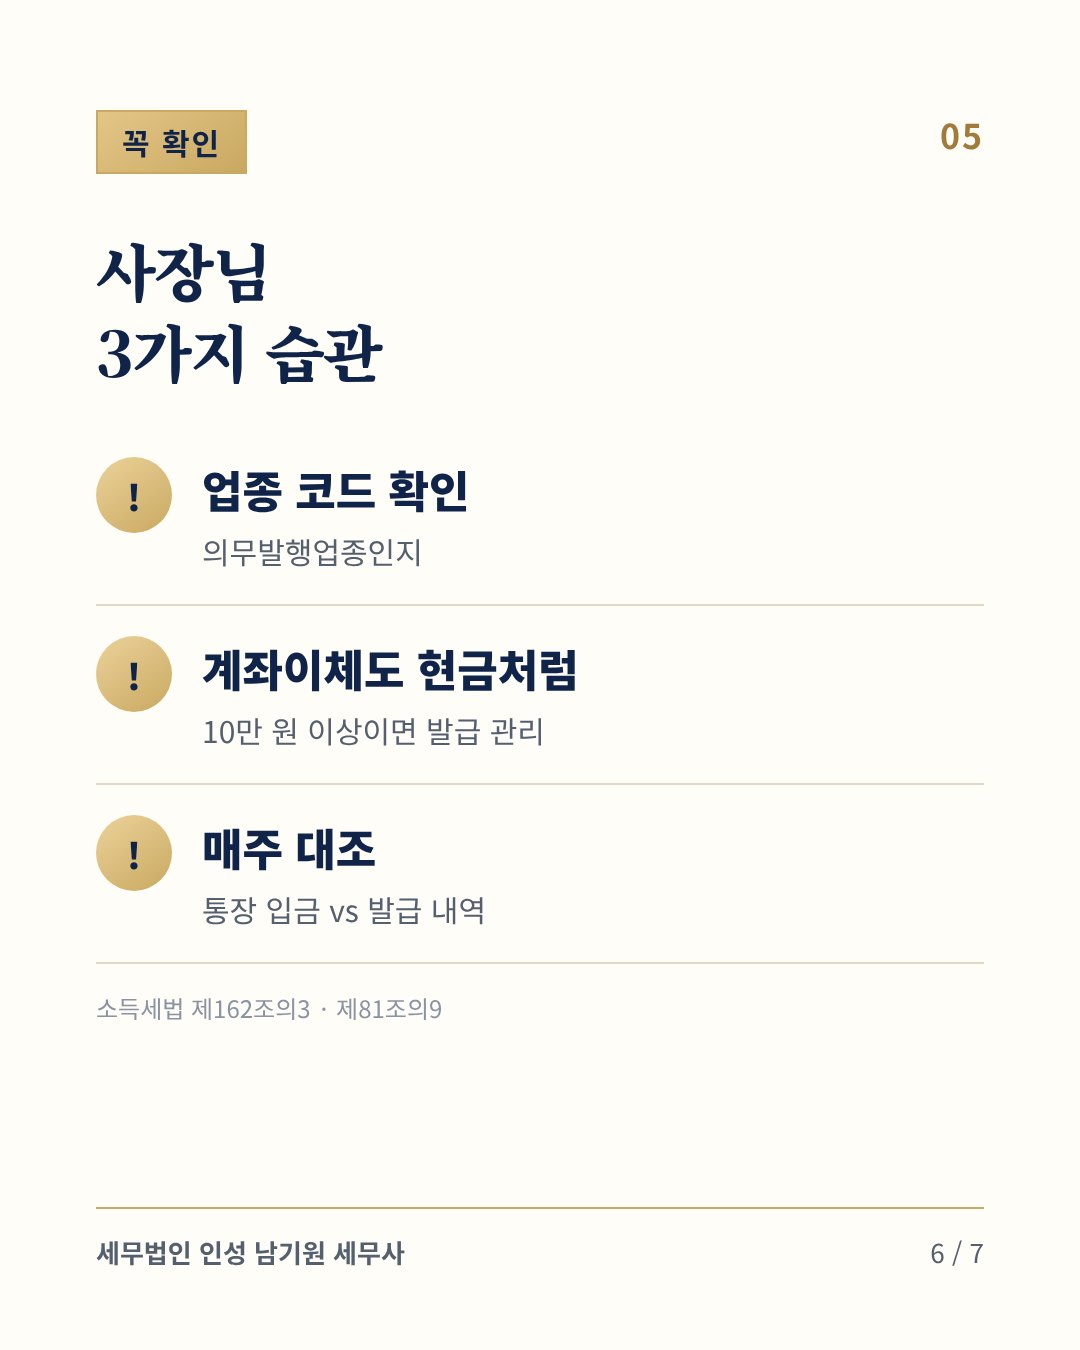 꼭 확인
05
사장님
3가지 습관
!
업종 코드 확인
의무발행업종인지
!
계좌이체도 현금처럼
10만 원 이상이면 발급 관리
!
매주 대조
통장 입금 vs 발급 내역
소득세법 제162조의3 · 제81조의9
세무법인 인성 남기원 세무사
6 / 7